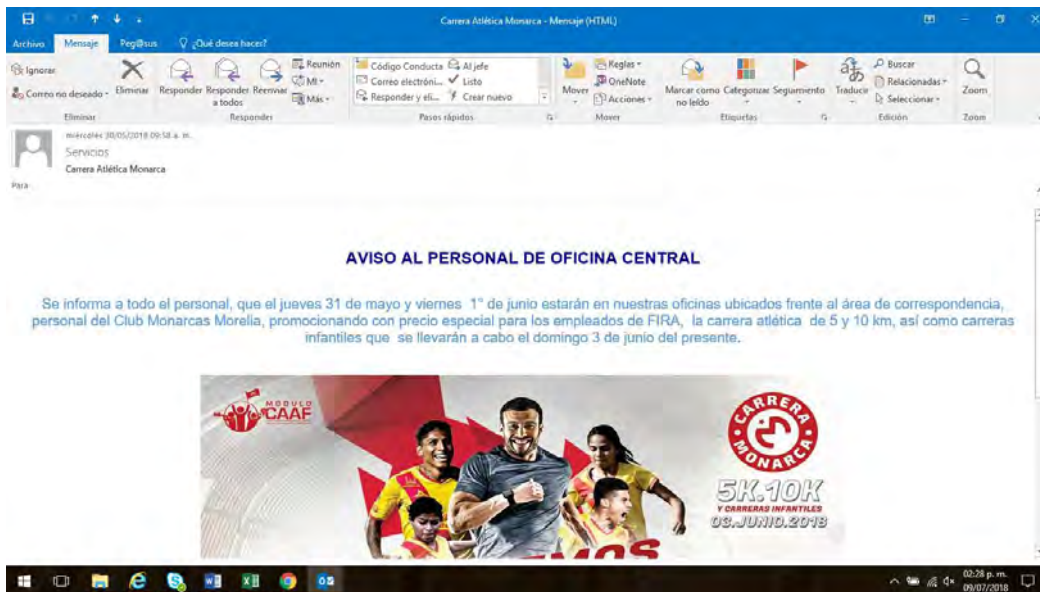 Carrera Atlética Monarca - Mensaje (HTML)
Archivo Mensaje Peg@sus ¿Qué desea hacer?
Ignorar
Correo no deseado
Eliminar
Responder
Responder a todos
Reenviar
Reunión
MI
Más
Código Conducta
Al jefe
Correo electróni...
Listo
Responder y eli...
Crear nuevo
Mover
Reglas
OneNote
Acciones
Marcar como no leído
Categorizar
Seguimiento
Traducir
Buscar
Relacionadas
Seleccionar
Zoom
Eliminar Responder Pasos rápidos Mover Etiquetas Edición Zoom
miércoles 30/05/2018 09:58 a. m.
Servicios
Carrera Atlética Monarca
Para
AVISO AL PERSONAL DE OFICINA CENTRAL
Se informa a todo el personal, que el jueves 31 de mayo y viernes 1° de junio estarán en nuestras oficinas ubicados frente al área de correspondencia,
personal del Club Monarcas Morelia, promocionando con precio especial para los empleados de FIRA, la carrera atlética de 5 y 10 km, así como carreras
infantiles que se llevarán a cabo el domingo 3 de junio del presente.
MODULO
CAAF
CARRERA
MONARCA
5K.10K
Y CARRERAS INFANTILES
03.JUNIO.2018
02:28 p. m.
09/07/2018